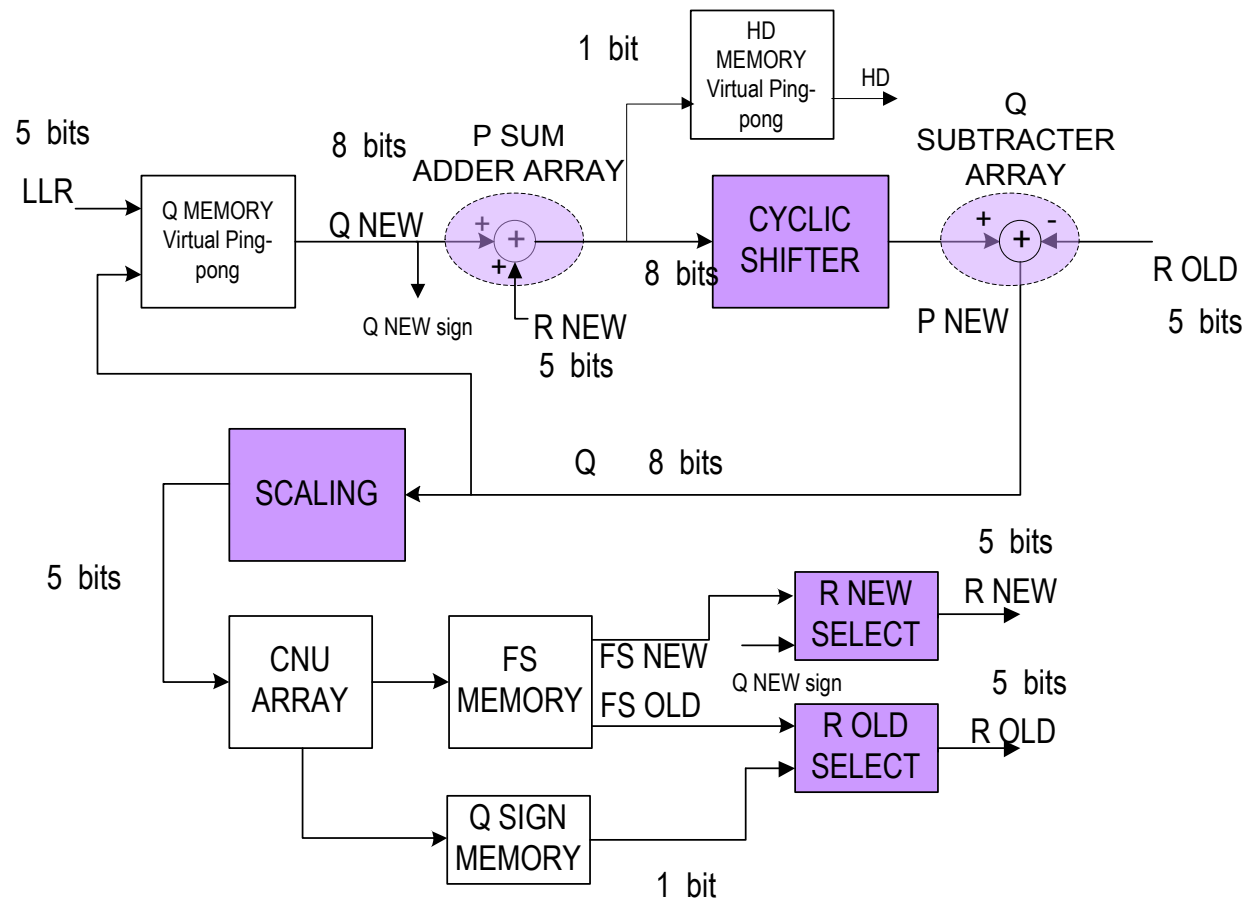 1 bit
HD
MEMORY
Virtual Ping-
pong
HD
5 bits
LLR
Q MEMORY
Virtual Ping-
pong
8 bits
Q NEW
Q NEW sign
P SUM
ADDER ARRAY
+
+
+
R NEW
5 bits
8 bits
CYCLIC
SHIFTER
Q
SUBTRACTER
ARRAY
+
-
+
P NEW
R OLD
5 bits
SCALING
Q 8 bits
5 bits
CNU
ARRAY
FS
MEMORY
FS NEW
FS OLD
Q NEW sign
R NEW
SELECT
5 bits
R NEW
R OLD
SELECT
5 bits
R OLD
Q SIGN
MEMORY
1 bit